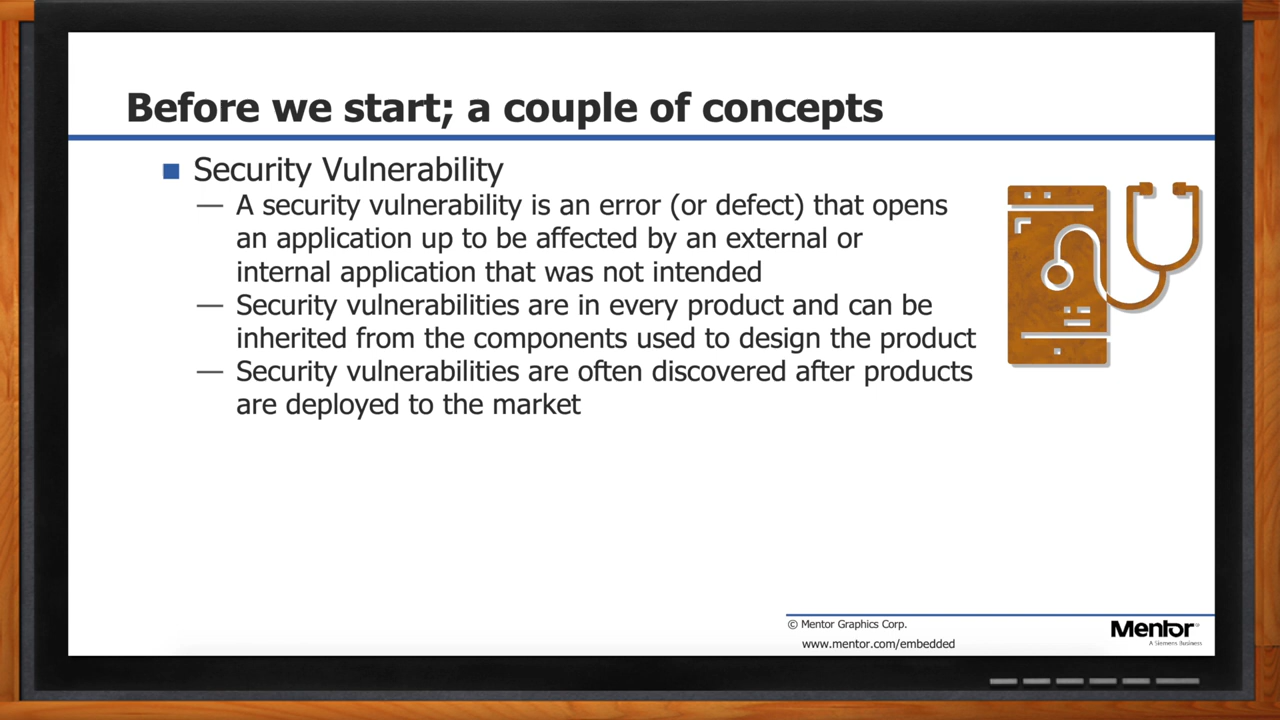 Before we start; a couple of concepts
Security Vulnerability
— A security vulnerability is an error (or defect) that opens
an application up to be affected by an external or
internal application that was not intended
— Security vulnerabilities are in every product and can be
inherited from the components used to design the product
— Security vulnerabilities are often discovered after products
are deployed to the market
© Mentor Graphics Corp.
www.mentor.com/embedded
Mentor
A Siemens Business